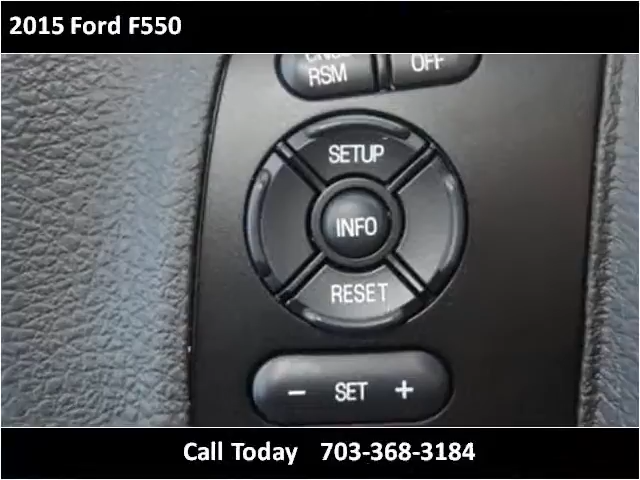 2015 Ford F550
RSM
OFF
SETUP
INFO
RESET
- SET +
Call Today 703-368-3184